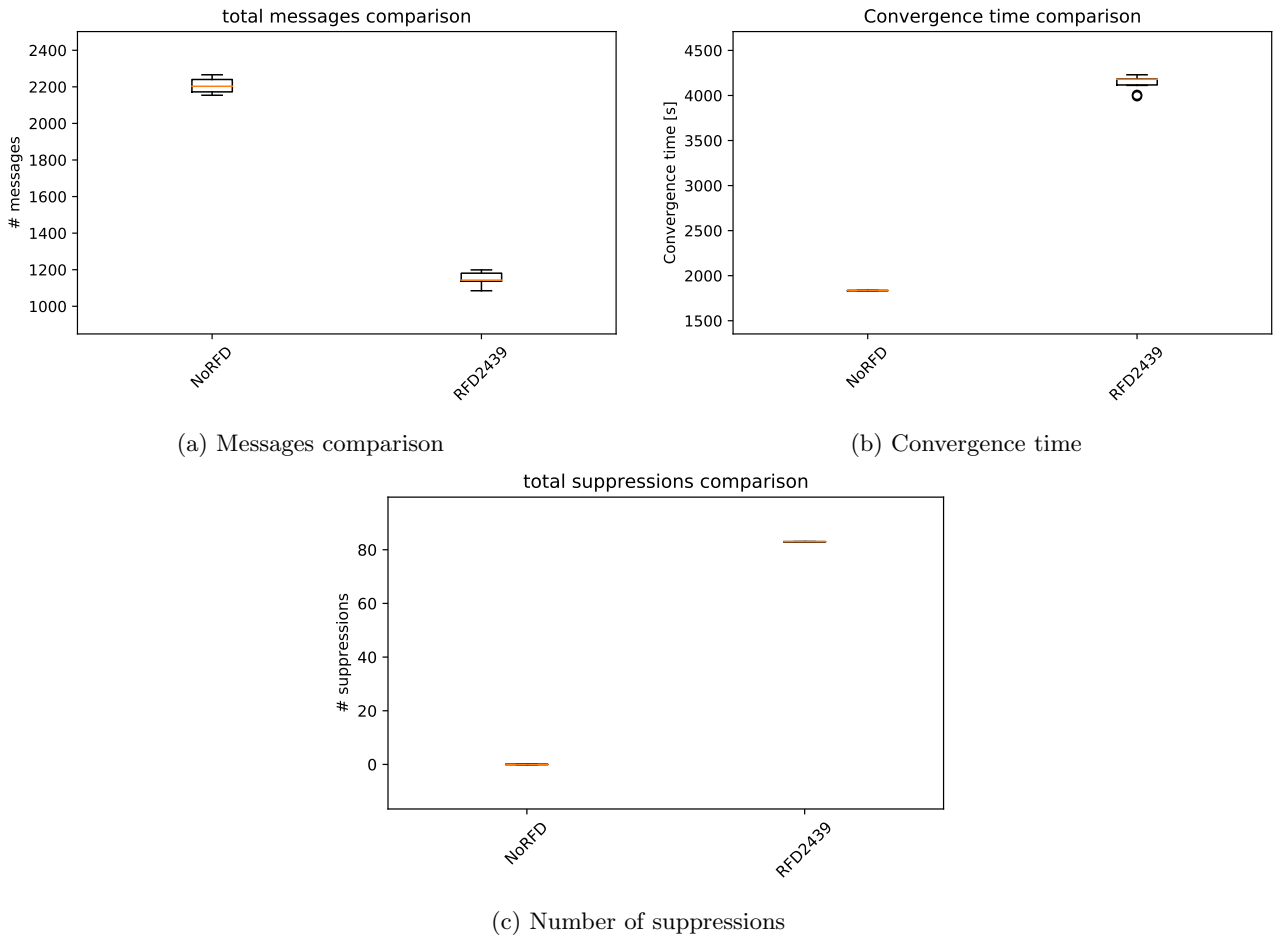 total messages comparison
2400
2200
2000
1800
1600
1400
1200
1000
# messages
NoRFD
RFD2439
(a) Messages comparison
Convergence time comparison
4500
4000
3500
3000
2500
2000
1500
Convergence time [s]
NoRFD
RFD2439
(b) Convergence time
total suppressions comparison
80
60
40
20
0
# suppressions
NoRFD
RFD2439
(c) Number of suppressions